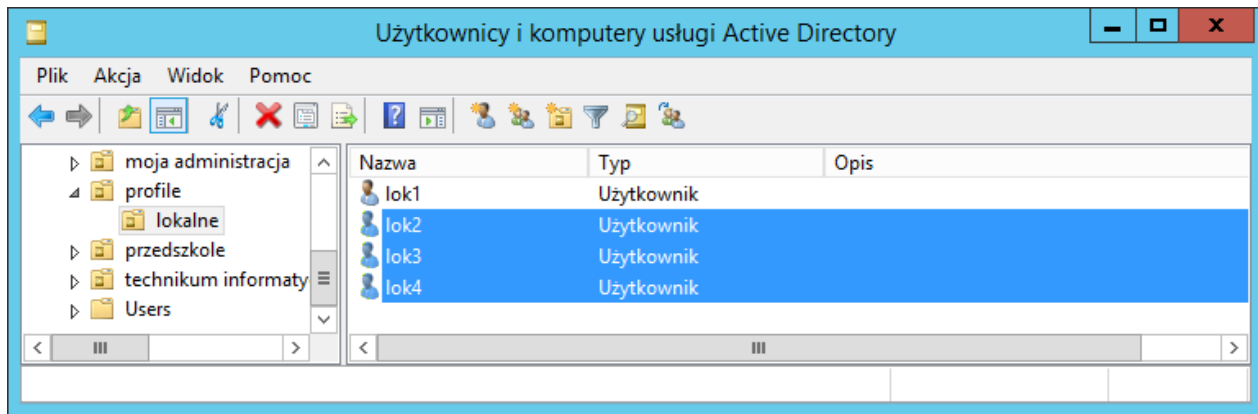 Użytkownicy i komputery usługi Active Directory
Plik Akcja Widok Pomoc
moja administracja
profile
lokalne
przedszkole
technikum informaty
Users
Nazwa Typ Opis
lok1 Użytkownik
lok2 Użytkownik
lok3 Użytkownik
lok4 Użytkownik